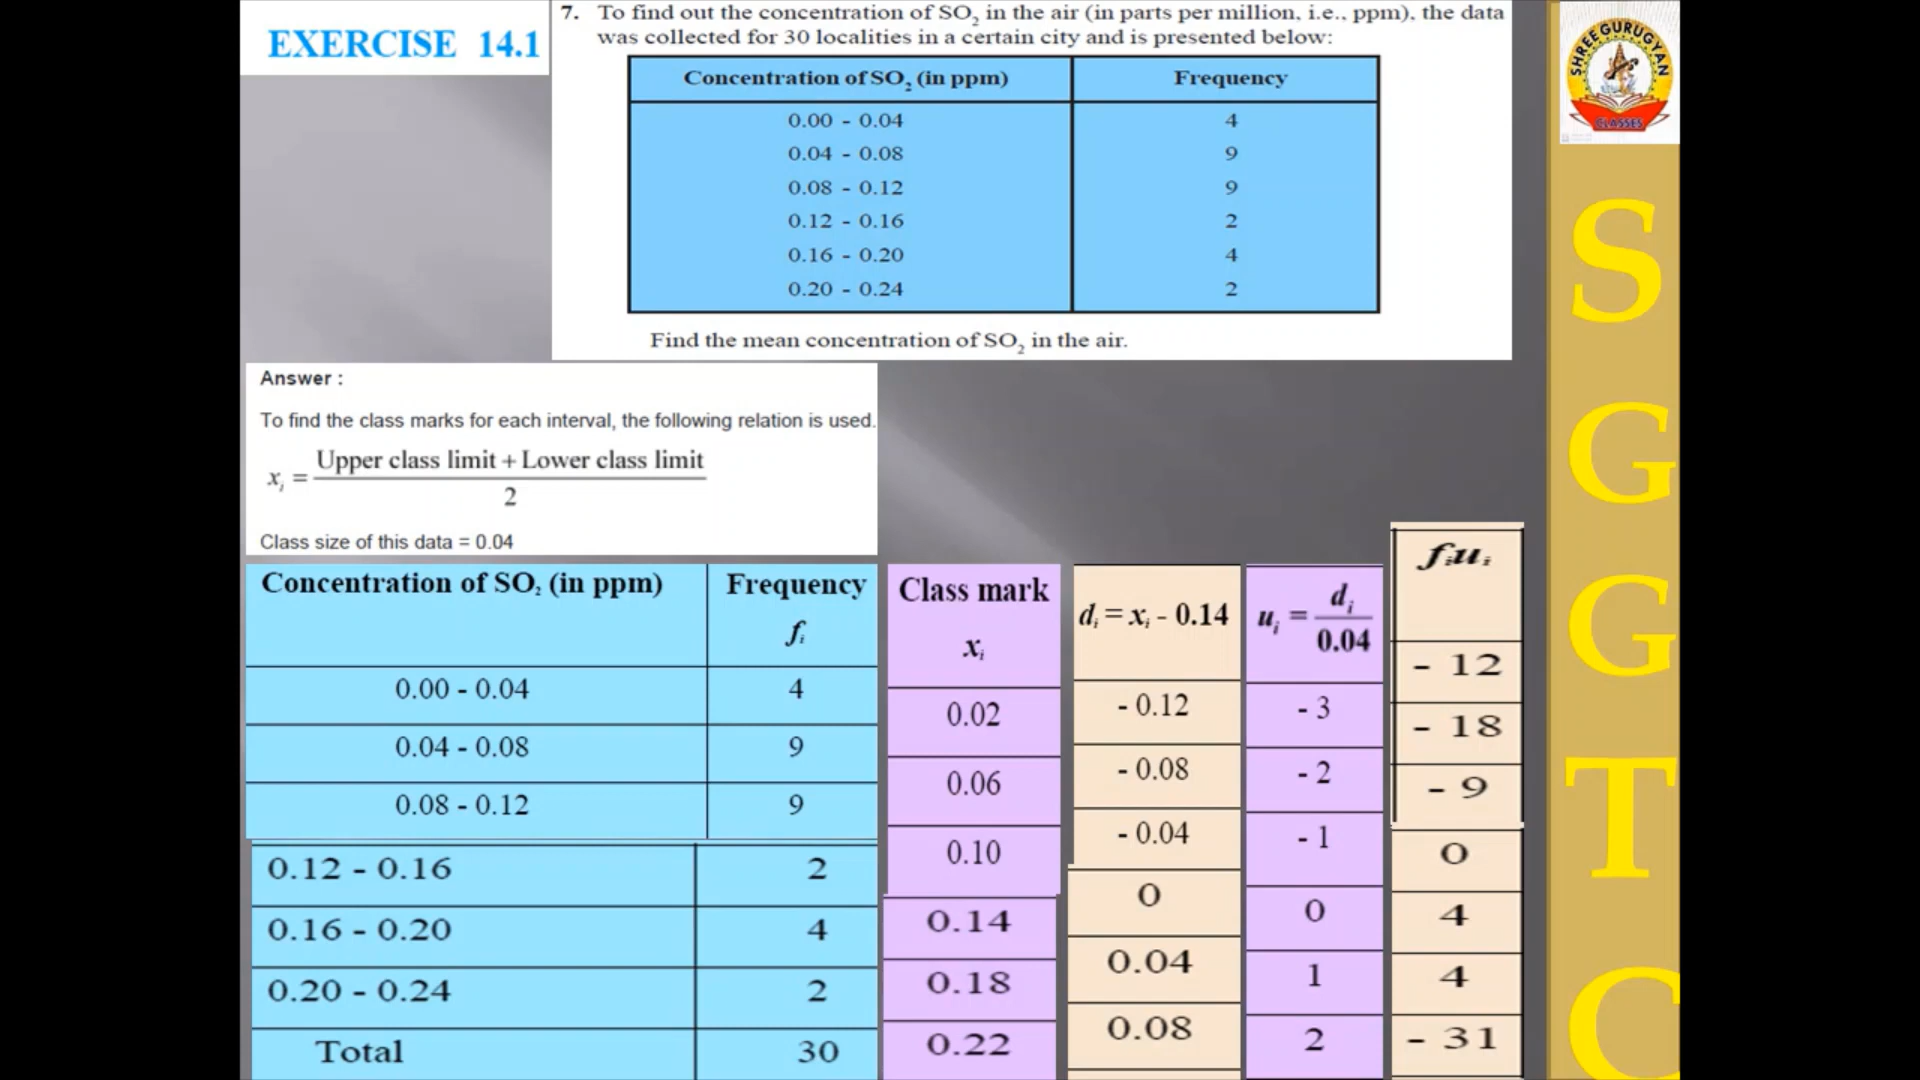 EXERCISE 14.1
7. To find out the concentration of SO₂ in the air (in parts per million, i.e., ppm), the data
was collected for 30 localities in a certain city and is presented below:
Concentration of SO₂ (in ppm) Frequency
0.00 - 0.04 4
0.04 - 0.08 9
0.08 - 0.12 9
0.12 - 0.16 2
0.16 - 0.20 4
0.20 - 0.24 2
Find the mean concentration of SO₂ in the air.
SHREE GURUGYAN
CLASSES
S
G
G
T
C
Answer :
To find the class marks for each interval, the following relation is used.
xᵢ = (Upper class limit + Lower class limit) / 2
Class size of this data = 0.04
Concentration of SO₂ (in ppm) Frequency fᵢ Class mark xᵢ dᵢ = xᵢ - 0.14 uᵢ = dᵢ / 0.04 fᵢuᵢ
0.00 - 0.04 4 0.02 - 0.12 - 3 - 12
0.04 - 0.08 9 0.06 - 0.08 - 2 - 18
0.08 - 0.12 9 0.10 - 0.04 - 1 - 9
0.12 - 0.16 2 0.14 0 0 0
0.16 - 0.20 4 0.18 0.04 1 4
0.20 - 0.24 2 0.22 0.08 2 4
Total 30 - 31